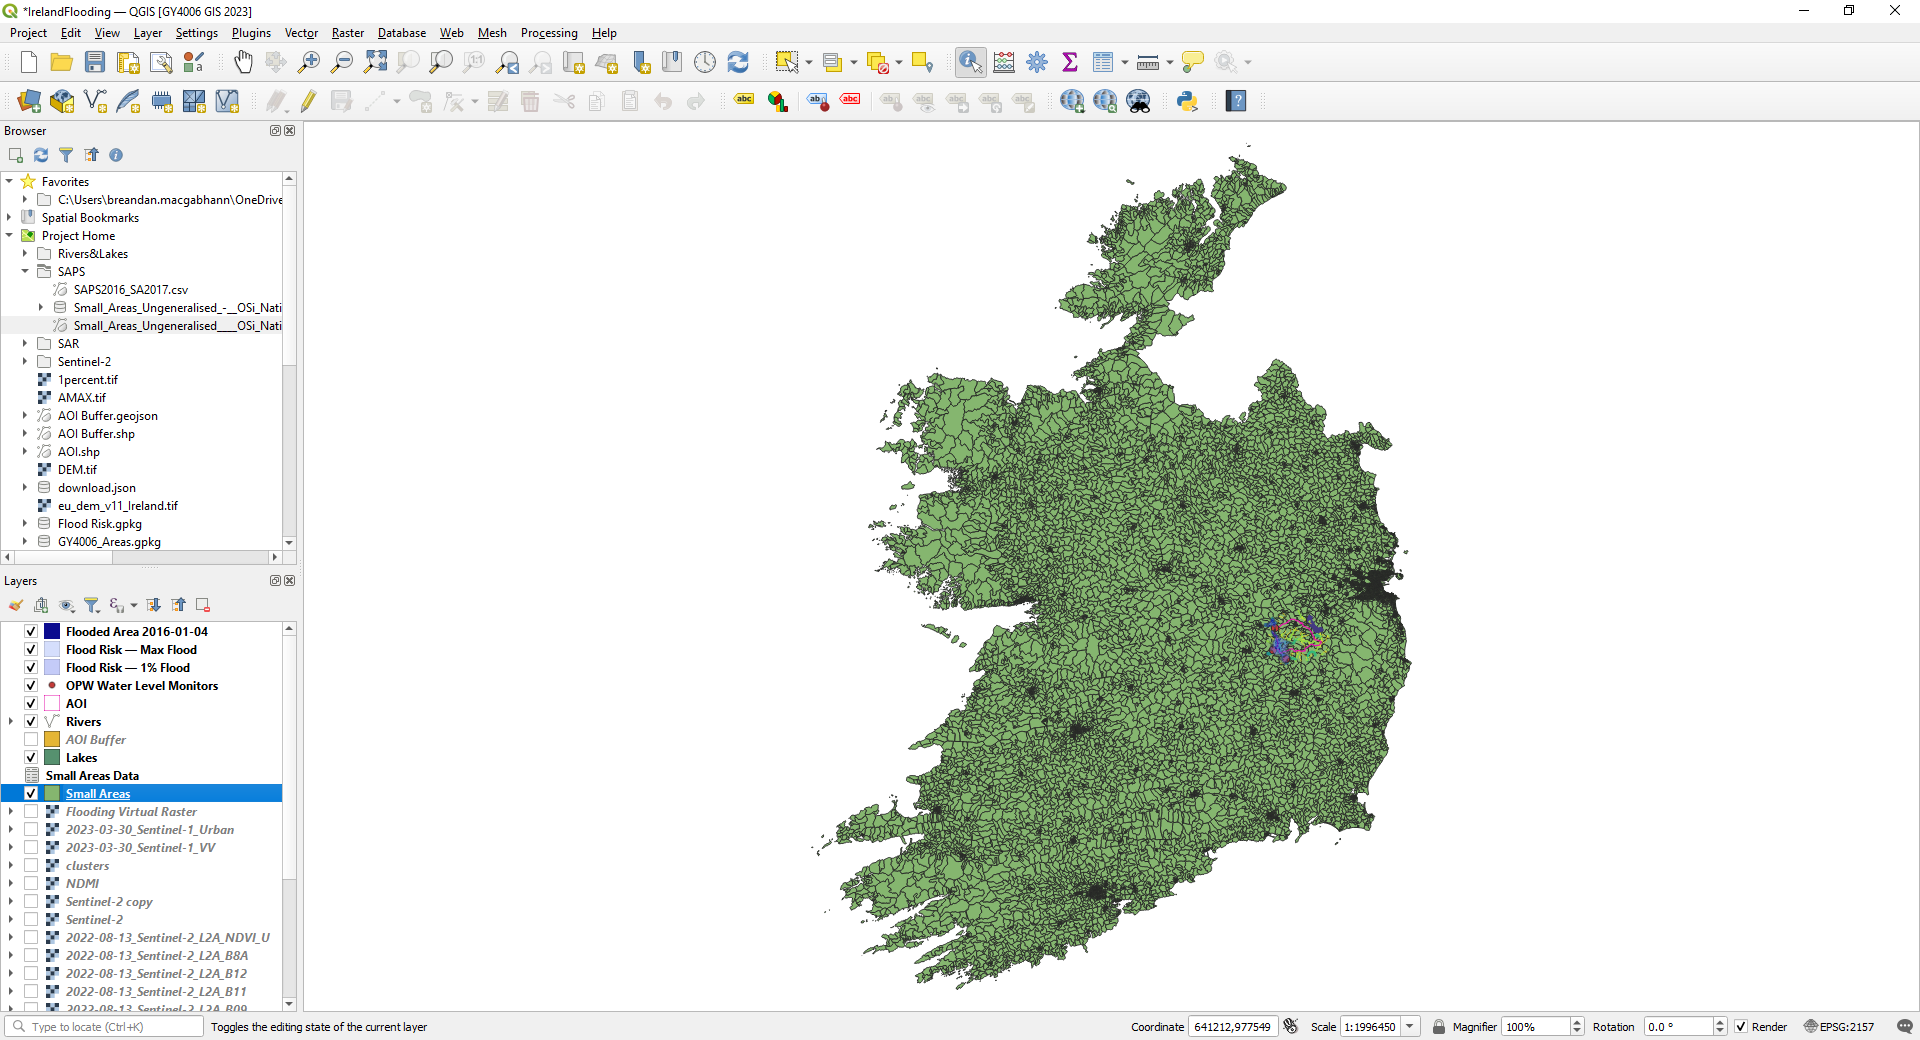 *IrelandFlooding — QGIS [GY4006 GIS 2023]
Project Edit View Layer Settings Plugins Vector Raster Database Web Mesh Processing Help
Browser
Favorites
C:\Users\breandan.macgabhann\OneDrive
Spatial Bookmarks
Project Home
Rivers&Lakes
SAPS
SAPS2016_SA2017.csv
Small_Areas_Ungeneralised_-__OSi_Nati
Small_Areas_Ungeneralised___OSi_Nati
SAR
Sentinel-2
1percent.tif
AMAX.tif
AOI Buffer.geojson
AOI Buffer.shp
AOI.shp
DEM.tif
download.json
eu_dem_v11_Ireland.tif
Flood Risk.gpkg
GY4006_Areas.gpkg
Layers
Flooded Area 2016-01-04
Flood Risk — Max Flood
Flood Risk — 1% Flood
OPW Water Level Monitors
AOI
Rivers
AOI Buffer
Lakes
Small Areas Data
Small Areas
Flooding Virtual Raster
2023-03-30_Sentinel-1_Urban
2023-03-30_Sentinel-1_VV
clusters
NDMI
Sentinel-2 copy
Sentinel-2
2022-08-13_Sentinel-2_L2A_NDVI_U
2022-08-13_Sentinel-2_L2A_B8A
2022-08-13_Sentinel-2_L2A_B12
2022-08-13_Sentinel-2_L2A_B11
2022-08-13_Sentinel-2_L2A_B09
Type to locate (Ctrl+K) Toggles the editing state of the current layer Coordinate 641212,977549 Scale 1:1996450 Magnifier 100% Rotation 0.0 ° Render EPSG:2157